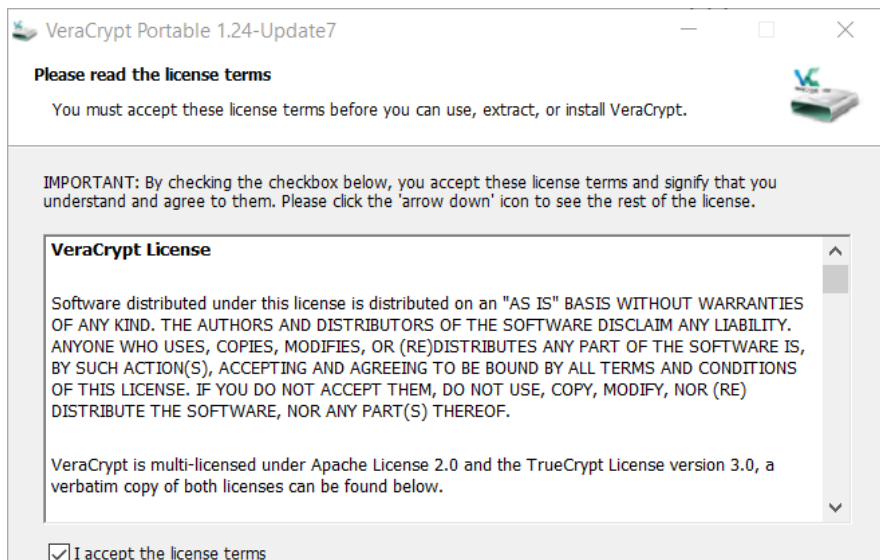 VeraCrypt Portable 1.24-Update7
Please read the license terms
You must accept these license terms before you can use, extract, or install VeraCrypt.
IMPORTANT: By checking the checkbox below, you accept these license terms and signify that you
understand and agree to them. Please click the 'arrow down' icon to see the rest of the license.
VeraCrypt License
Software distributed under this license is distributed on an "AS IS" BASIS WITHOUT WARRANTIES
OF ANY KIND. THE AUTHORS AND DISTRIBUTORS OF THE SOFTWARE DISCLAIM ANY LIABILITY.
ANYONE WHO USES, COPIES, MODIFIES, OR (RE)DISTRIBUTES ANY PART OF THE SOFTWARE IS,
BY SUCH ACTION(S), ACCEPTING AND AGREEING TO BE BOUND BY ALL TERMS AND CONDITIONS
OF THIS LICENSE. IF YOU DO NOT ACCEPT THEM, DO NOT USE, COPY, MODIFY, NOR (RE)
DISTRIBUTE THE SOFTWARE, NOR ANY PART(S) THEREOF.
VeraCrypt is multi-licensed under Apache License 2.0 and the TrueCrypt License version 3.0, a
verbatim copy of both licenses can be found below.
I accept the license terms